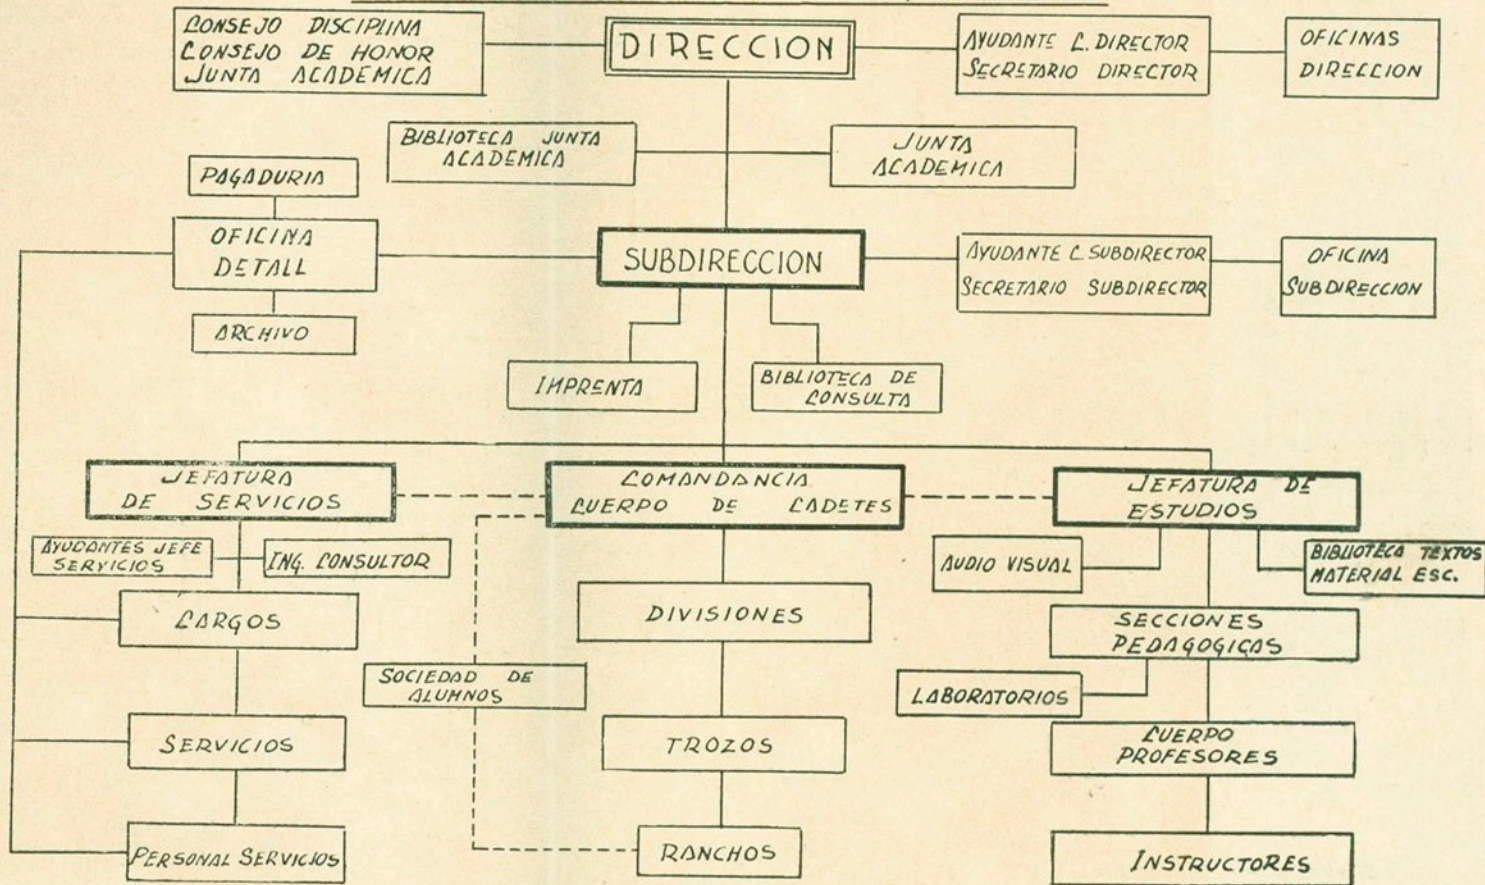 CONSEJO DISCIPLINA
CONSEJO DE HONOR
JUNTA ACADEMICA
DIRECCION
AYUDANTE C. DIRECTOR
SECRETARIO DIRECTOR
OFICINAS
DIRECCION
BIBLIOTECA JUNTA
ACADEMICA
JUNTA
ACADEMICA
PAGADURIA
OFICINA
DETALL
SUBDIRECCION
AYUDANTE C. SUBDIRECTOR
SECRETARIO SUBDIRECTOR
OFICINA
SUBDIRECCION
ARCHIVO
IMPRENTA
BIBLIOTECA DE
CONSULTA
JEFATURA
DE SERVICIOS
COMANDANCIA
CUERPO DE CADETES
JEFATURA DE
ESTUDIOS
AYUDANTES JEFE
SERVICIOS
ING. CONSULTOR
AUDIO VISUAL
BIBLIOTECA TEXTOS
MATERIAL ESC.
CARGOS
DIVISIONES
SECCIONES
PEDAGOGICAS
SOCIEDAD DE
ALUMNOS
LABORATORIOS
SERVICIOS
TROZOS
CUERPO
PROFESORES
PERSONAL SERVICIOS
RANCHOS
INSTRUCTORES